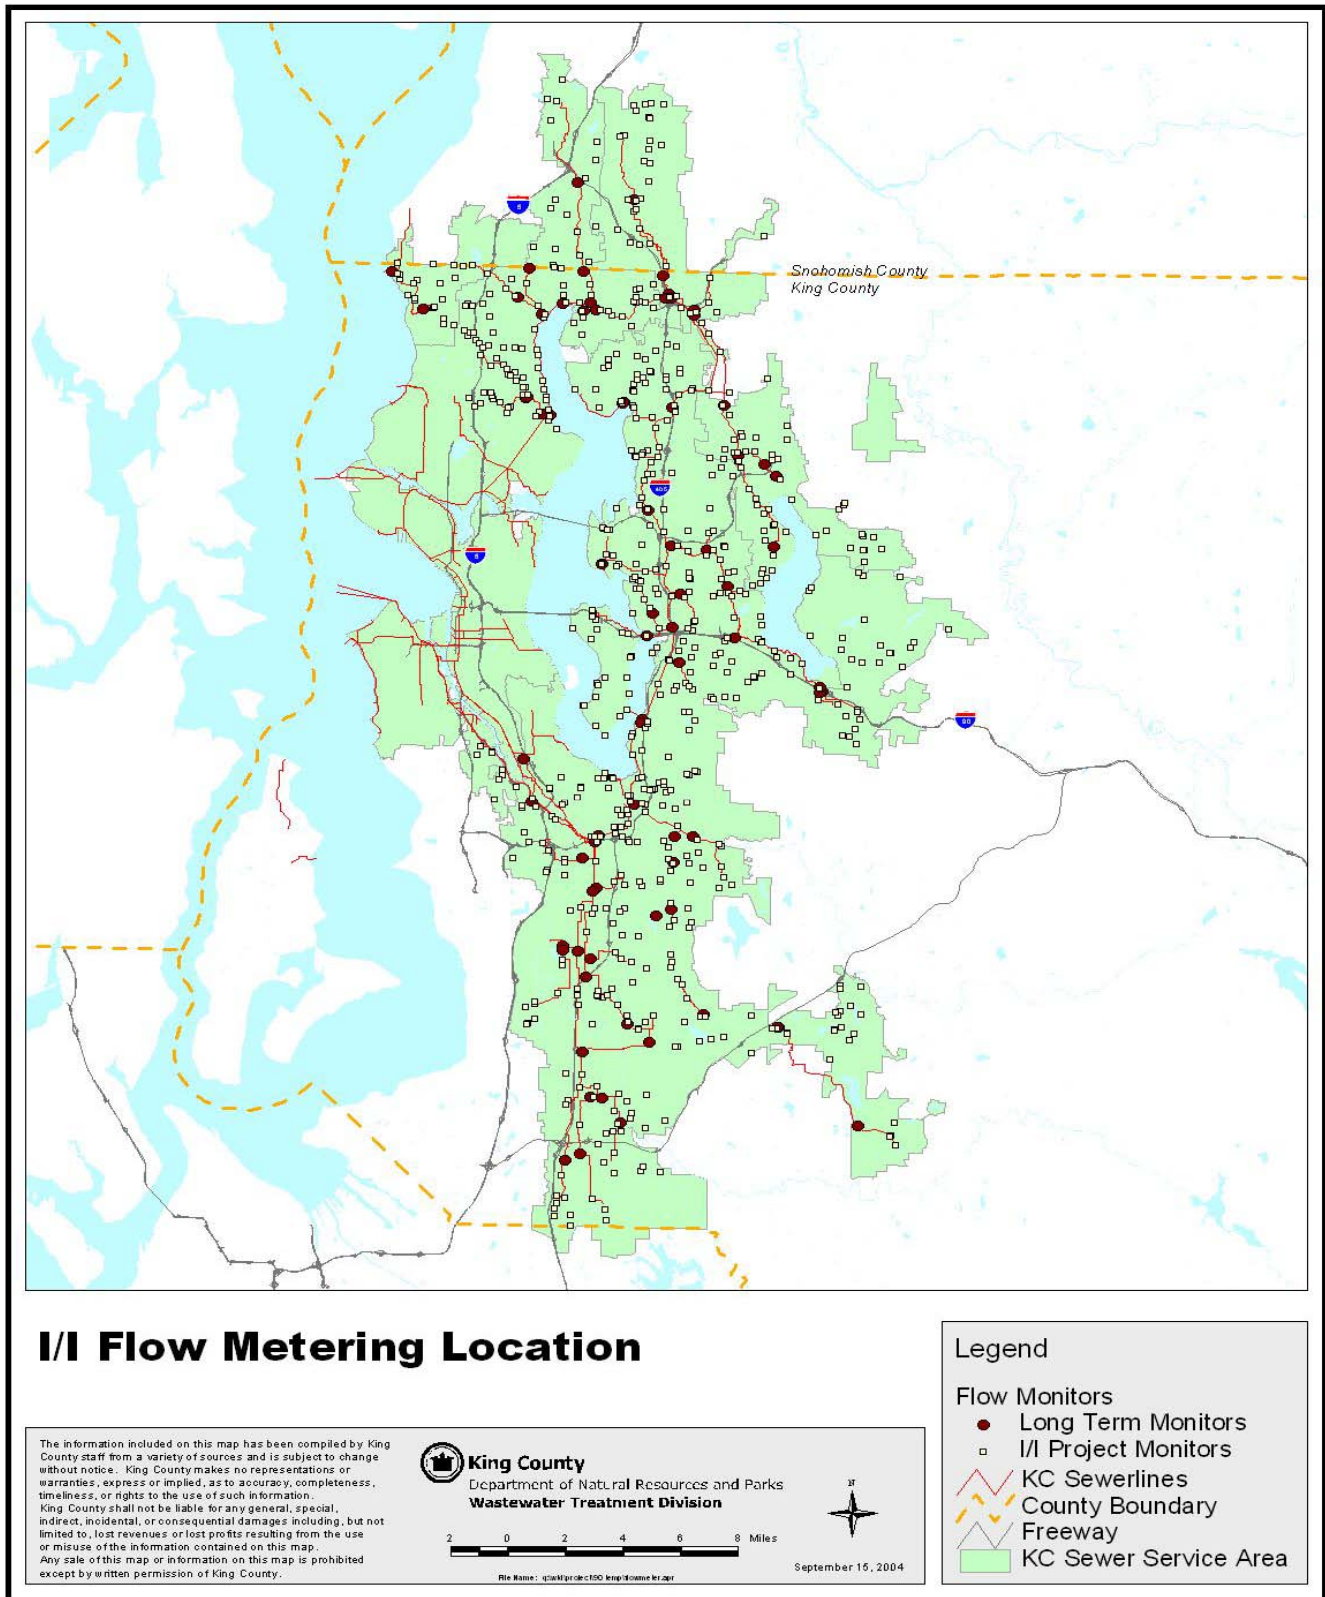 5
Snohomish County
King County
405
5
90
I/I Flow Metering Location
Legend
Flow Monitors
Long Term Monitors
I/I Project Monitors
KC Sewerlines
County Boundary
Freeway
KC Sewer Service Area
The information included on this map has been compiled by King
County staff from a variety of sources and is subject to change
without notice. King County makes no representations or
warranties, express or implied, as to accuracy, completeness,
timeliness, or rights to the use of such information.
King County shall not be liable for any general, special,
indirect, incidental, or consequential damages including, but not
limited to, lost revenues or lost profits resulting from the use
or misuse of the information contained on this map.
Any sale of this map or information on this map is prohibited
except by written permission of King County.
King County
Department of Natural Resources and Parks
Wastewater Treatment Division
2 0 2 4 6 8 Miles
File Name:
N
September 15, 2004